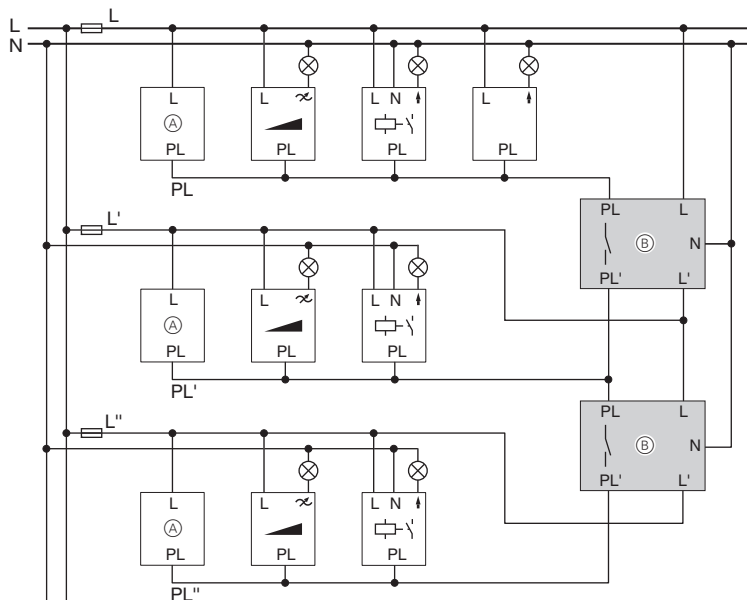 L L
N
L L N L
Ⓐ
PL PL PL PL
PL
L' PL L
Ⓑ N
PL' L'
L L L N
Ⓐ
PL PL PL
PL'
PL L
L'' Ⓑ N
PL' L'
L L L N
Ⓐ
PL PL PL
PL''